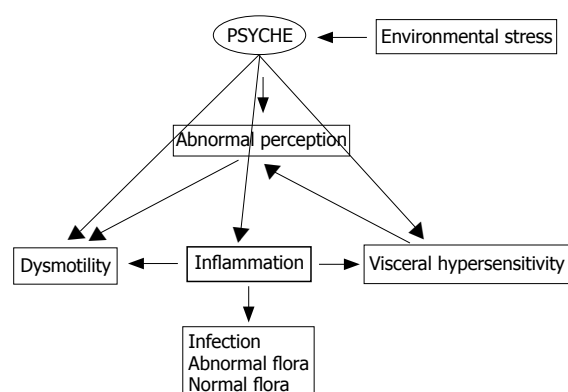 PSYCHE
Environmental stress
Abnormal perception
Dysmotility
Inflammation
Visceral hypersensitivity
Infection
Abnormal flora
Normal flora